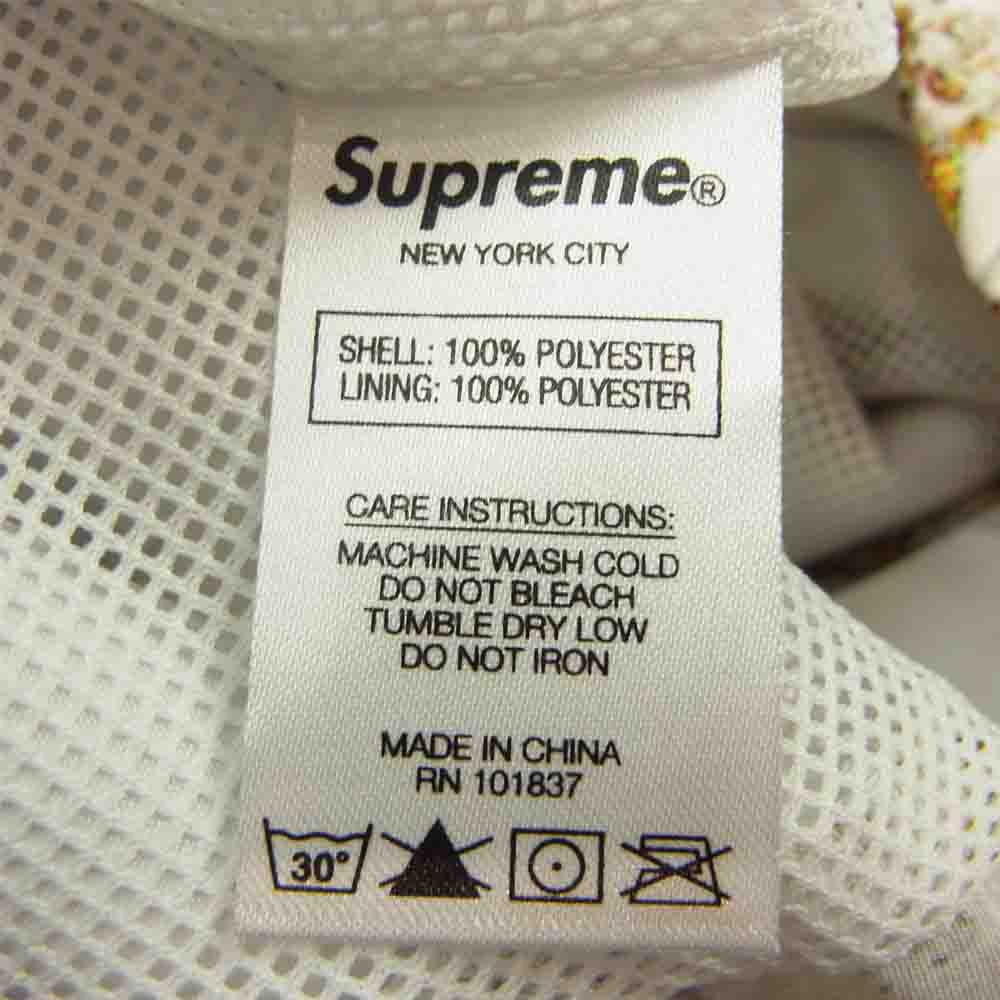 Supreme®
NEW YORK CITY
SHELL: 100% POLYESTER
LINING: 100% POLYESTER
CARE INSTRUCTIONS:
MACHINE WASH COLD
DO NOT BLEACH
TUMBLE DRY LOW
DO NOT IRON
MADE IN CHINA
RN 101837
30°